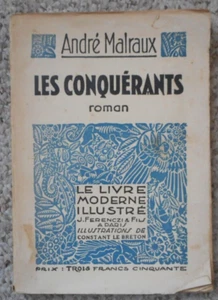 André Malraux
LES CONQUÉRANTS
roman
LE LIVRE
MODERNE
ILLUSTRÉ
J. FERENCZI & FILS
A PARIS
ILLUSTRATIONS DE
CONSTANT LE BRETON
PRIX : TROIS FRANCS CINQUANTE